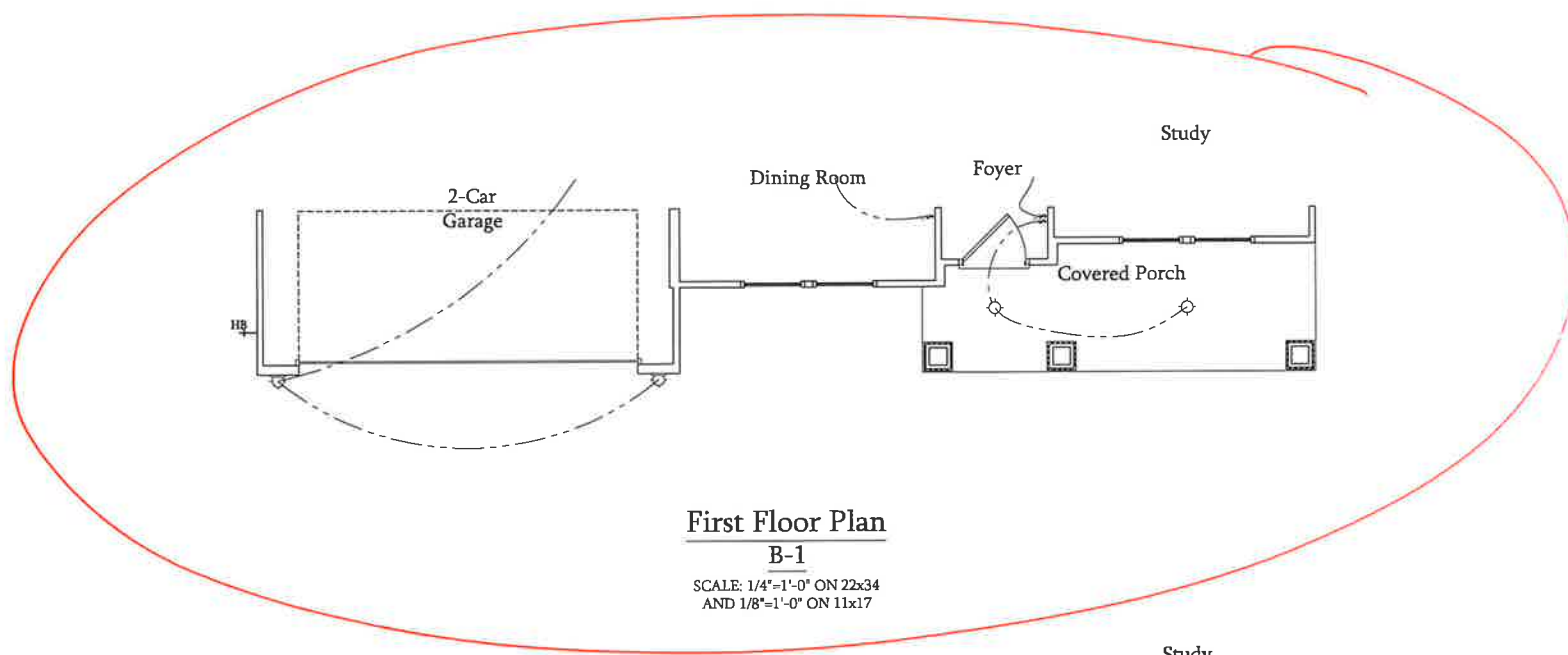 Study
2-Car
Garage
Dining Room
Foyer
Covered Porch
HB
First Floor Plan
B-1
SCALE: 1/4"=1'-0" ON 22x34
AND 1/8"=1'-0" ON 11x17
Study